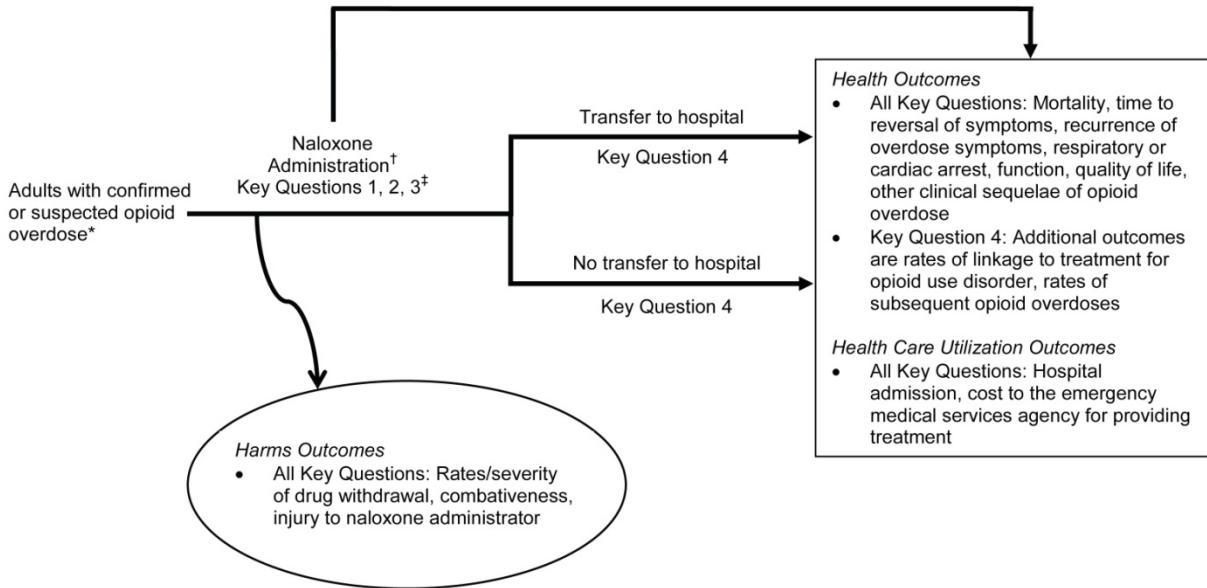 Adults with confirmed
or suspected opioid
overdose*
Naloxone
Administration†
Key Questions 1, 2, 3‡
Transfer to hospital
Key Question 4
No transfer to hospital
Key Question 4
Health Outcomes
• All Key Questions: Mortality, time to
reversal of symptoms, recurrence of
overdose symptoms, respiratory or
cardiac arrest, function, quality of life,
other clinical sequelae of opioid
overdose
• Key Question 4: Additional outcomes
are rates of linkage to treatment for
opioid use disorder, rates of
subsequent opioid overdoses
Health Care Utilization Outcomes
• All Key Questions: Hospital
admission, cost to the emergency
medical services agency for providing
treatment
Harms Outcomes
• All Key Questions: Rates/severity
of drug withdrawal, combativeness,
injury to naloxone administrator